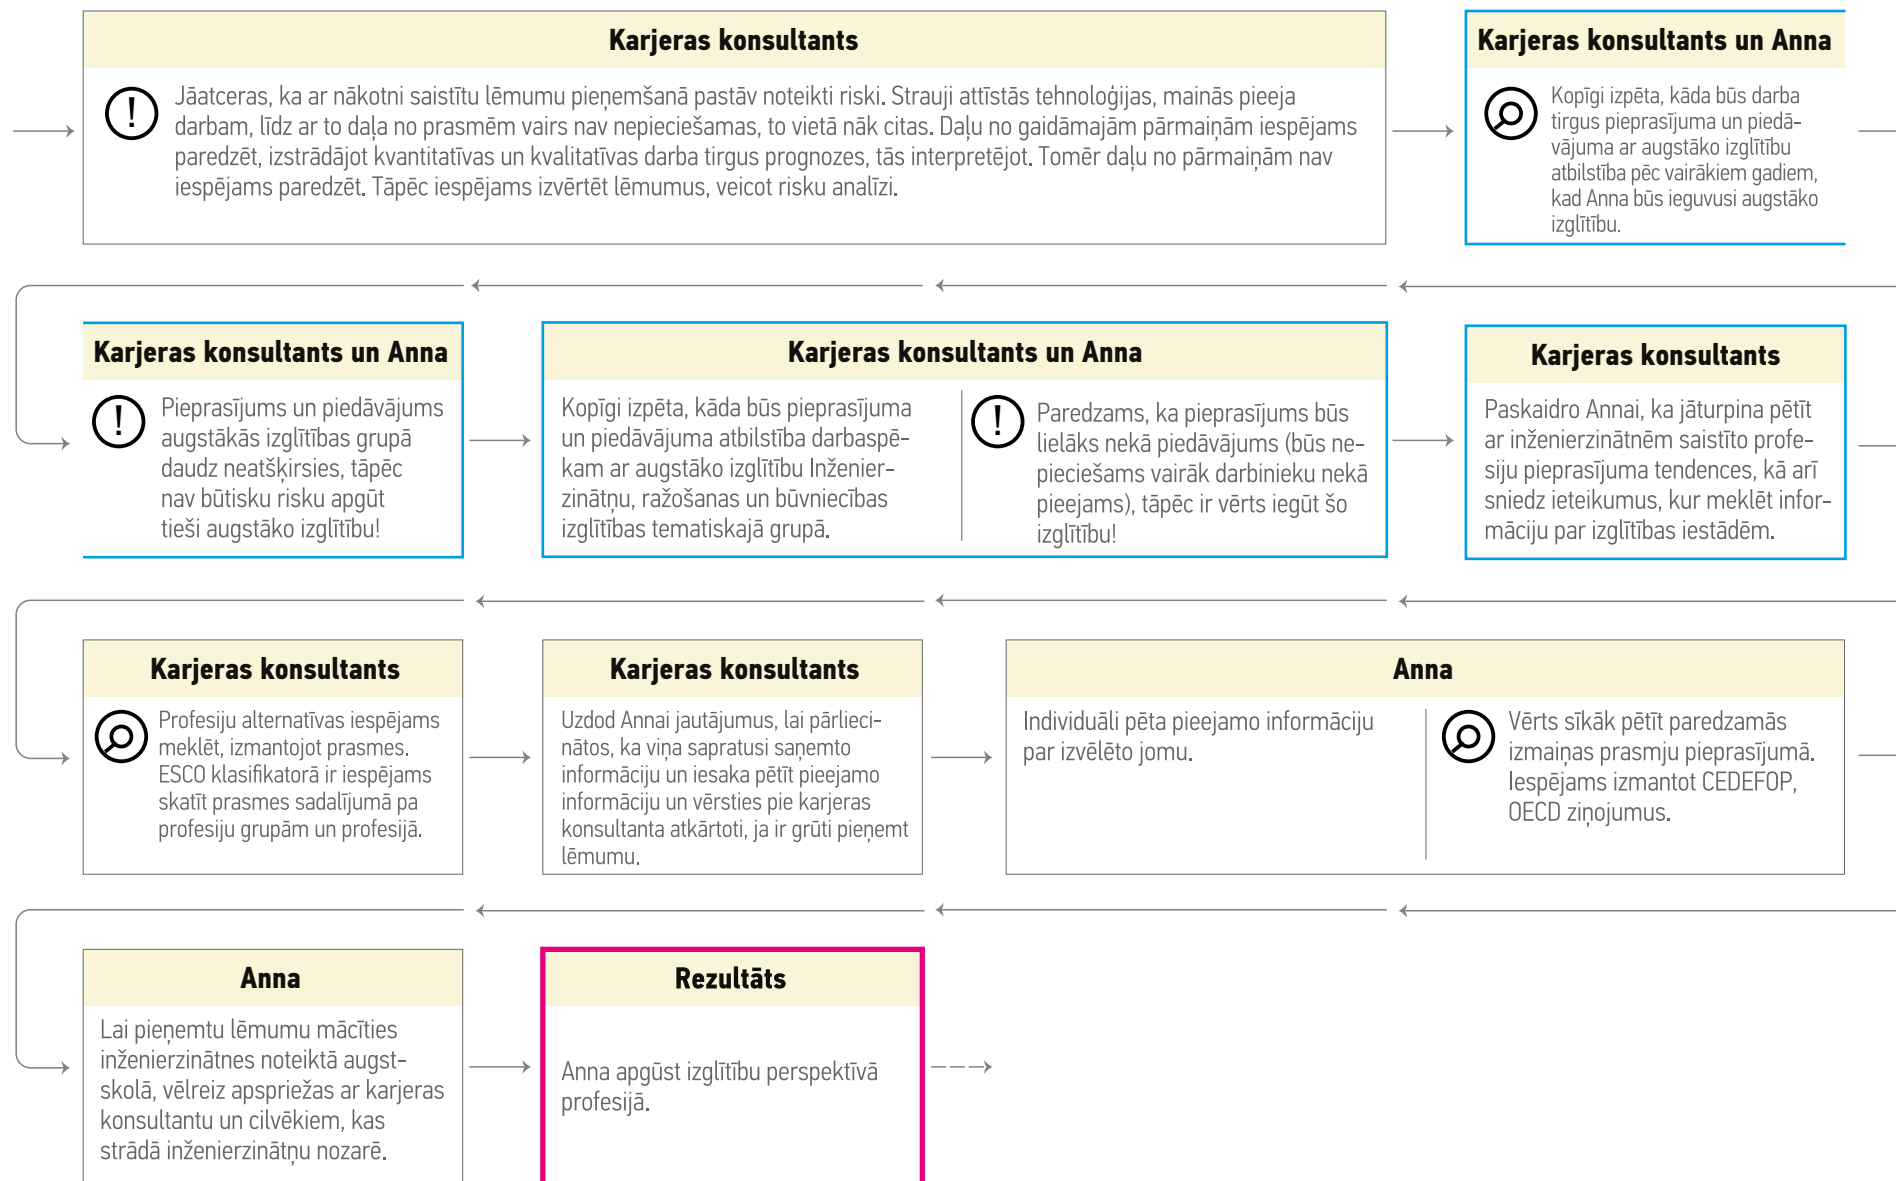 Karjeras konsultants
Jāatceras, ka ar nākotni saistītu lēmumu pieņemšanā pastāv noteikti riski. Strauji attīstās tehnoloģijas, mainās pieeja
darbam, līdz ar to daļa no prasmēm vairs nav nepieciešamas, to vietā nāk citas. Daļu no gaidāmajām pārmaiņām iespējams
paredzēt, izstrādājot kvantitatīvas un kvalitatīvas darba tirgus prognozes, tās interpretējot. Tomēr daļu no pārmaiņām nav
iespējams paredzēt. Tāpēc iespējams izvērtēt lēmumus, veicot risku analīzi.
Karjeras konsultants un Anna
Kopīgi izpēta, kāda būs darba
tirgus pieprasījuma un piedā-
vājuma ar augstāko izglītību
atbilstība pēc vairākiem gadiem,
kad Anna būs ieguvusi augstāko
izglītību.
Karjeras konsultants un Anna
Pieprasījums un piedāvājums
augstākās izglītības grupā
daudz neatšķirsies, tāpēc
nav būtisku risku apgūt
tieši augstāko izglītību!
Karjeras konsultants un Anna
Kopīgi izpēta, kāda būs pieprasījuma
un piedāvājuma atbilstība darbaspē-
kam ar augstāko izglītību Inženier-
zinātņu, ražošanas un būvniecības
izglītības tematiskajā grupā.
Paredzams, ka pieprasījums būs
lielāks nekā piedāvājums (būs ne-
pieciešams vairāk darbinieku nekā
pieejams), tāpēc ir vērts iegūt šo
izglītību!
Karjeras konsultants
Paskaidro Annai, ka jāturpina pētīt
ar inženierzinātnēm saistīto profe-
siju pieprasījuma tendences, kā arī
sniedz ieteikumus, kur meklēt infor-
māciju par izglītības iestādēm.
Karjeras konsultants
Profesiju alternatīvas iespējams
meklēt, izmantojot prasmes.
ESCO klasifikatorā ir iespējams
skatīt prasmes sadalījumā pa
profesiju grupām un profesijā.
Karjeras konsultants
Uzdod Annai jautājumus, lai pārlieci-
nātos, ka viņa sapratusi saņemto
informāciju un iesaka pētīt pieejamo
informāciju un vērsties pie karjeras
konsultanta atkārtoti, ja ir grūti pieņemt
lēmumu.
Anna
Individuāli pēta pieejamo informāciju
par izvēlēto jomu.
Vērts sīkāk pētīt paredzamās
izmaiņas prasmju pieprasījumā.
Iespējams izmantot CEDEFOP,
OECD ziņojumus.
Anna
Lai pieņemtu lēmumu mācīties
inženierzinātnes noteiktā augst-
skolā, vēlreiz apspriežas ar karjeras
konsultantu un cilvēkiem, kas
strādā inženierzinātņu nozarē.
Rezultāts
Anna apgūst izglītību perspektīvā
profesijā.